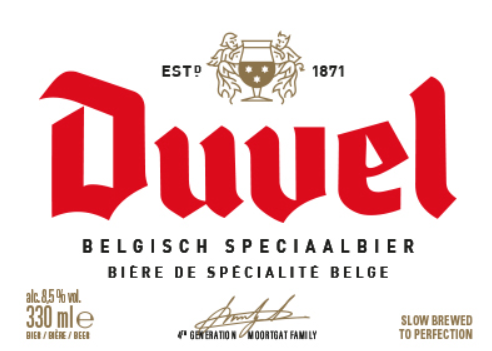 ESTD 1871
Duvel
BELGISCH SPECIAALBIER
BIÈRE DE SPÉCIALITÉ BELGE
alc. 8,5 % vol.
330 ml e
BIER / BIÈRE / BEER
4TH GENERATION MOORTGAT FAMILY
SLOW BREWED
TO PERFECTION